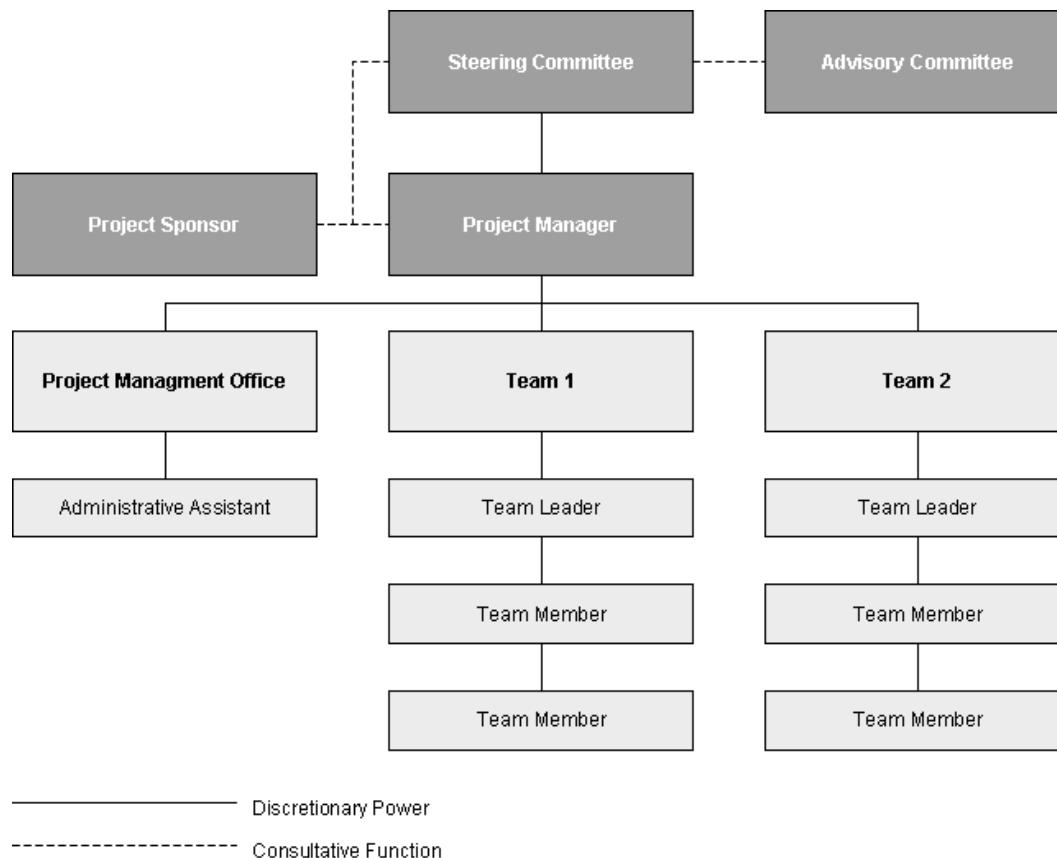 Steering Committee
Advisory Committee
Project Sponsor
Project Manager
Project Managment Office
Team 1
Team 2
Administrative Assistant
Team Leader
Team Leader
Team Member
Team Member
Team Member
Team Member
Discretionary Power
Consultative Function